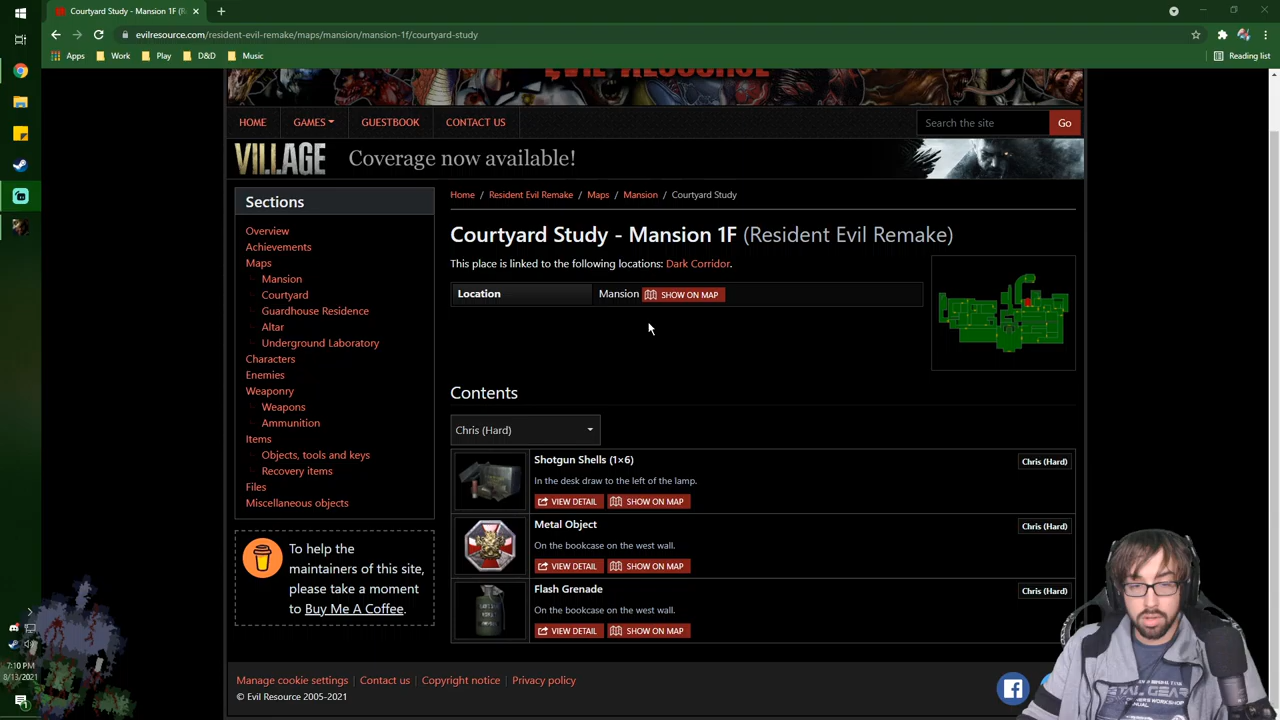 Courtyard Study - Mansion 1F (R
evilresource.com/resident-evil-remake/maps/mansion/mansion-1f/courtyard-study
Apps
Work
Play
D&D
Music
Reading list
EVIL RESOURCE
HOME
GAMES
GUESTBOOK
CONTACT US
Search the site
Go
VILLAGE
Coverage now available!
Sections
Overview
Achievements
Maps
Mansion
Courtyard
Guardhouse Residence
Altar
Underground Laboratory
Characters
Enemies
Weaponry
Weapons
Ammunition
Items
Objects, tools and keys
Recovery items
Files
Miscellaneous objects
To help the
maintainers of this site,
please take a moment
to Buy Me A Coffee.
Home / Resident Evil Remake / Maps / Mansion / Courtyard Study
Courtyard Study - Mansion 1F (Resident Evil Remake)
This place is linked to the following locations: Dark Corridor.
Location
Mansion SHOW ON MAP
Contents
Chris (Hard)
Shotgun Shells (1×6)
Chris (Hard)
In the desk draw to the left of the lamp.
VIEW DETAIL SHOW ON MAP
Metal Object
Chris (Hard)
On the bookcase on the west wall.
VIEW DETAIL SHOW ON MAP
Flash Grenade
Chris (Hard)
On the bookcase on the west wall.
VIEW DETAIL SHOW ON MAP
Manage cookie settings | Contact us | Copyright notice | Privacy policy
© Evil Resource 2005-2021
7:10 PM
8/13/2021
METAL GEAR